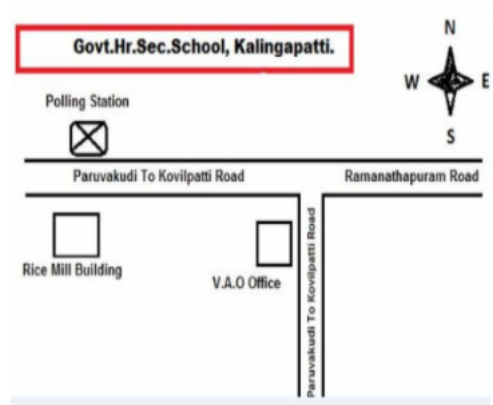 Govt.Hr.Sec.School, Kalingapatti.
N
W E
S
Polling Station
Paruvakudi To Kovilpatti Road
Ramanathapuram Road
Rice Mill Building
V.A.O Office
Paruvakudi To Kovilpatti Road